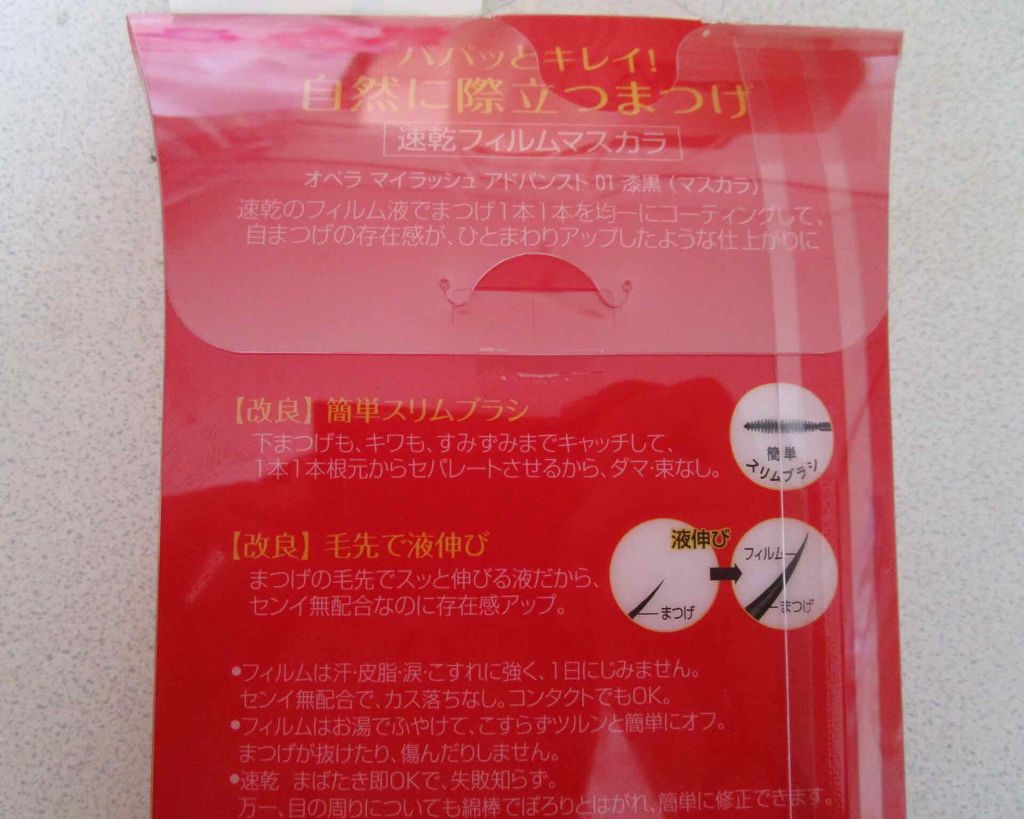 パパッとキレイ!
自然に際立つまつげ
速乾フィルムマスカラ
オペラ マイラッシュ アドバンスト 01 漆黒（マスカラ）
速乾のフィルム液でまつげ1本1本を均一にコーティングして、
自まつげの存在感が、ひとまわりアップしたような仕上がりに
【改良】簡単スリムブラシ
下まつげも、キワも、すみずみまでキャッチして、
1本1本根元からセパレートさせるから、ダマ・束なし。
簡単
スリムブラシ
【改良】毛先で液伸び
まつげの毛先でスッと伸びる液だから、
センイ無配合なのに存在感アップ。
液伸び
まつげ
フィルム
まつげ
•フィルムは汗・皮脂・涙・こすれに強く、1日にじみません。
センイ無配合で、カス落ちなし。コンタクトでもOK。
•フィルムはお湯でふやけて、こすらずツルンと簡単にオフ。
まつげが抜けたり、傷んだりしません。
•速乾 まばたき即OKで、失敗知らず。
万一、目の周りについても綿棒でぽろりとはがれ、簡単に修正できます。